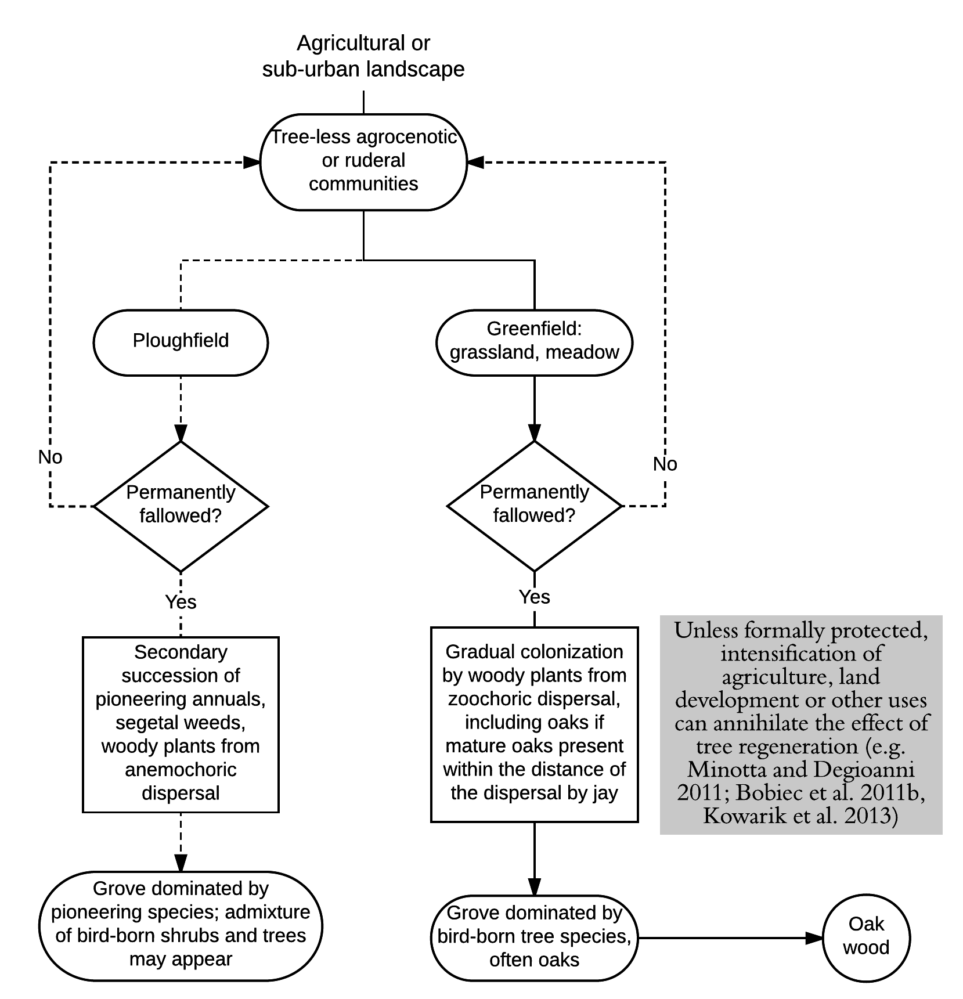 Agricultural or
sub-urban landscape
Tree-less agrocenotic
or ruderal
communities
Ploughfield
Greenfield:
grassland, meadow
No
Permanently
fallowed?
Permanently
fallowed?
No
Yes
Yes
Secondary
succession of
pioneering annuals,
segetal weeds,
woody plants from
anemochoric
dispersal
Gradual colonization
by woody plants from
zoochoric dispersal,
including oaks if
mature oaks present
within the distance of
the dispersal by jay
Unless formally protected,
intensification of
agriculture, land
development or other uses
can annihilate the effect of
tree regeneration (e.g.
Minotta and Degioanni
2011; Bobiec et al. 2011b,
Kowarik et al. 2013)
Grove dominated by
pioneering species; admixture
of bird-born shrubs and trees
may appear
Grove dominated by
bird-born tree species,
often oaks
Oak
wood